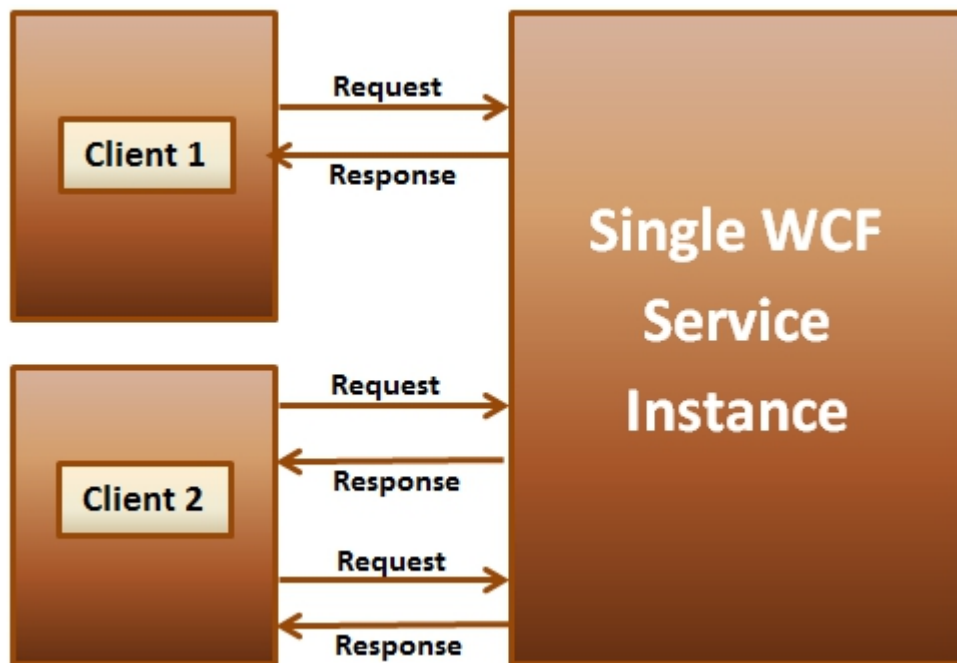 Request
Client 1
Response
Single WCF
Service
Instance
Request
Client 2
Response
Request
Response